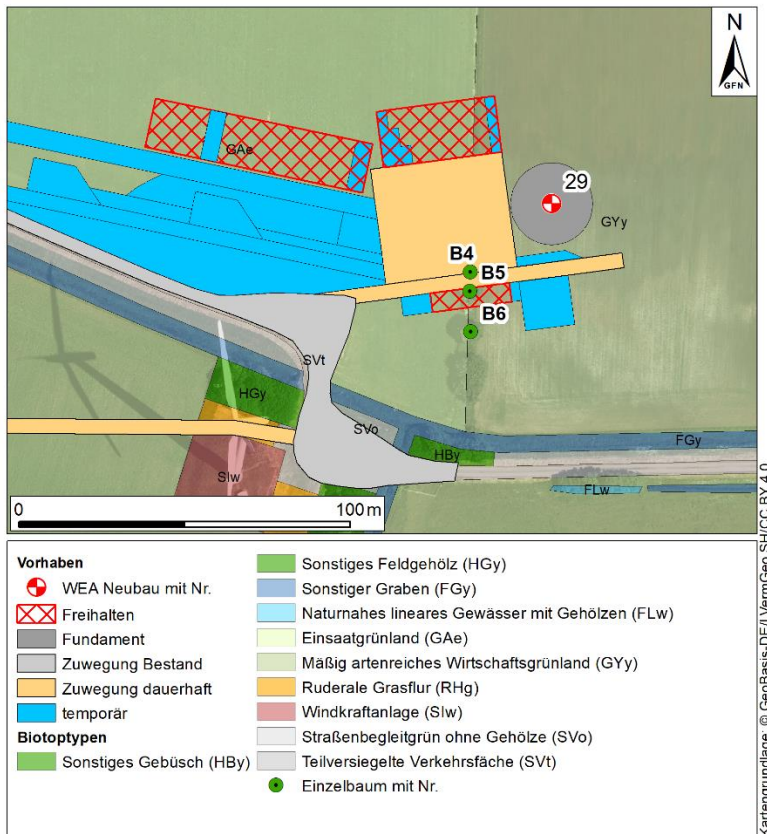 N
GFN
29
GAe
GYy
B4
B5
B6
SVt
HGy
SVo
HBy
FGy
SIw
FLw
0 100 m
Vorhaben
WEA Neubau mit Nr.
Freihalten
Fundament
Zuwegung Bestand
Zuwegung dauerhaft
temporär
Biotoptypen
Sonstiges Gebüsch (HBy)
Sonstiges Feldgehölz (HGy)
Sonstiger Graben (FGy)
Naturnahes lineares Gewässer mit Gehölzen (FLw)
Einsaatgrünland (GAe)
Mäßig artenreiches Wirtschaftsgrünland (GYy)
Ruderale Grasflur (RHg)
Windkraftanlage (SIw)
Straßenbegleitgrün ohne Gehölze (SVo)
Teilversiegelte Verkehrsfäche (SVt)
Einzelbaum mit Nr.
Kartengrundlage: © GeoBasis-DE/LVermGeo SH/CC BY 4.0